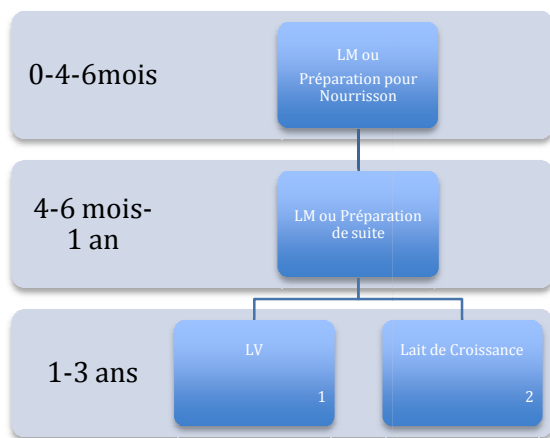 0-4-6mois
LM ou
Préparation pour
Nourrisson
4-6 mois-
1 an
LM ou Préparation
de suite
1-3 ans
LV
1
Lait de Croissance
2